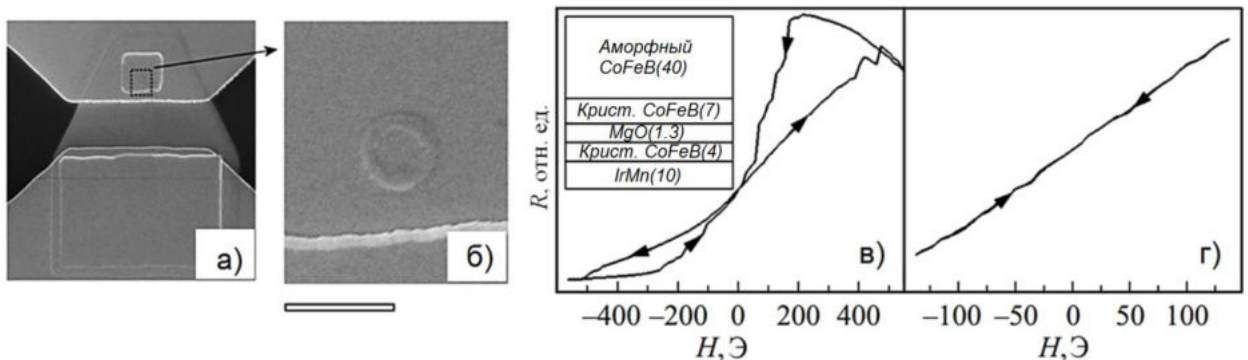 а)
б)
Аморфный
CoFeB(40)
Крист. CoFeB(7)
MgO(1.3)
Крист. CoFeB(4)
IrMn(10)
R, отн. ед.
в)
–400 –200 0 200 400
H, Э
г)
–100 –50 0 50 100
H, Э